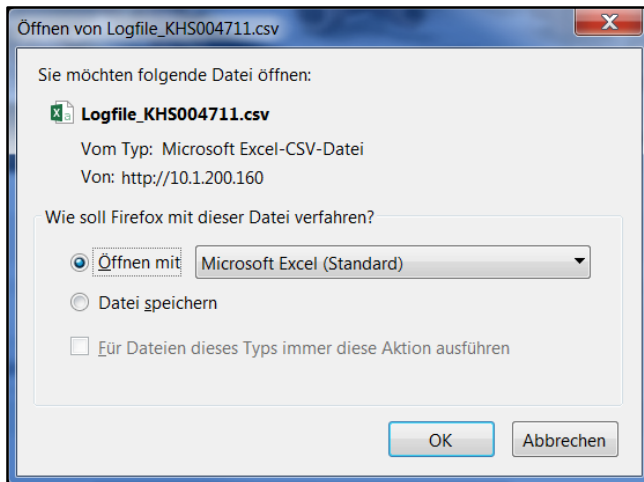 Öffnen von Logfile_KHS004711.csv
Sie möchten folgende Datei öffnen:
Logfile_KHS004711.csv
Vom Typ: Microsoft Excel-CSV-Datei
Von: http://10.1.200.160
Wie soll Firefox mit dieser Datei verfahren?
Öffnen mit Microsoft Excel (Standard)
Datei speichern
Für Dateien dieses Typs immer diese Aktion ausführen
OK Abbrechen